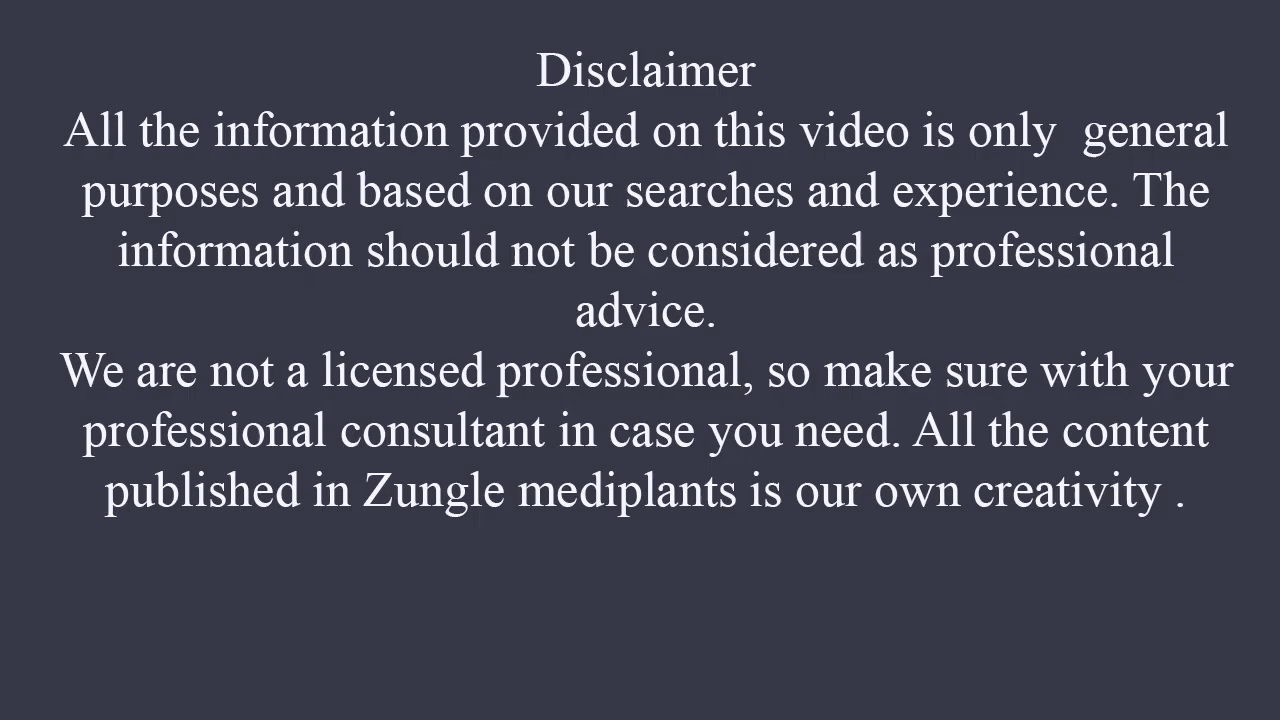 Disclaimer
All the information provided on this video is only  general
purposes and based on our searches and experience. The
information should not be considered as professional
advice.
We are not a licensed professional, so make sure with your
professional consultant in case you need. All the content
published in Zungle mediplants is our own creativity .